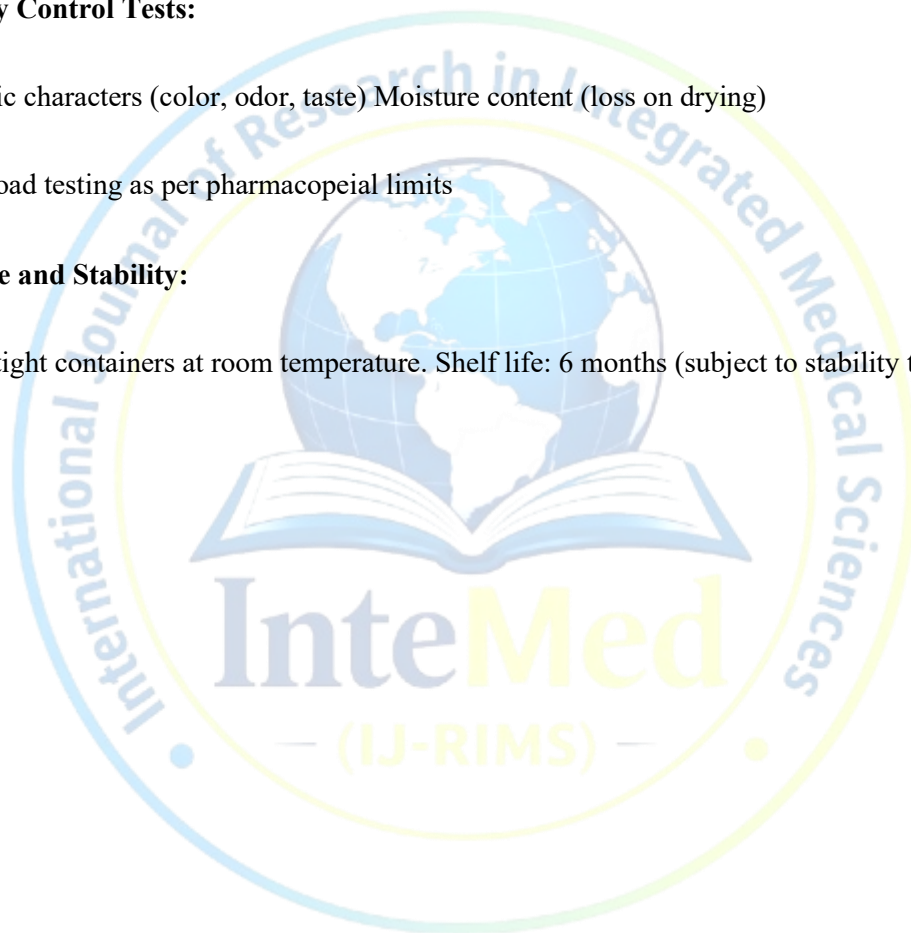 y Control Tests:
ic characters (color, odor, taste) Moisture content (loss on drying)
oad testing as per pharmacopeial limits
e and Stability:
tight containers at room temperature. Shelf life: 6 months (subject to stability t
International Journal of Research in Integrated Medical Sciences
InteMed
(IJ-RIMS)